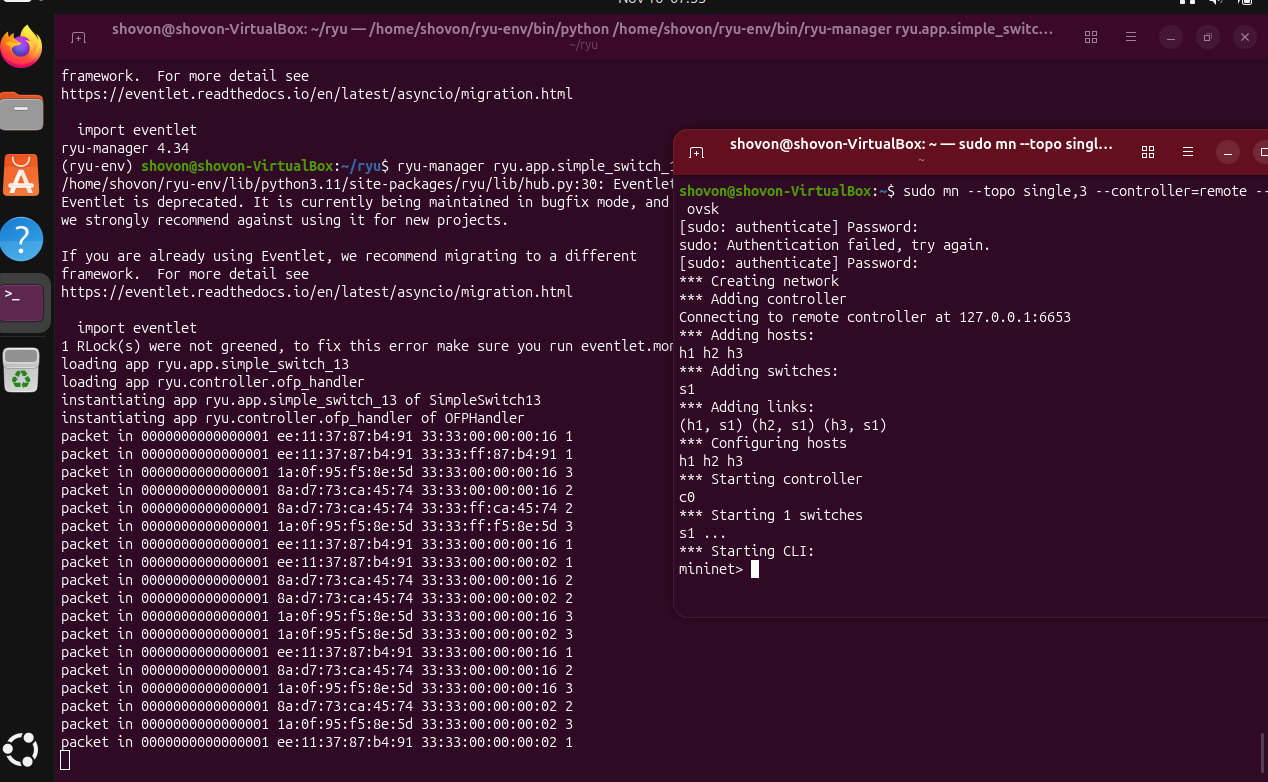 Nov 16 07:55
shovon@shovon-VirtualBox: ~/ryu — /home/shovon/ryu-env/bin/python /home/shovon/ryu-env/bin/ryu-manager ryu.app.simple_switc…
~/ryu
framework.  For more detail see
https://eventlet.readthedocs.io/en/latest/asyncio/migration.html
  import eventlet
ryu-manager 4.34
(ryu-env) shovon@shovon-VirtualBox:~/ryu$ ryu-manager ryu.app.simple_switch_1
/home/shovon/ryu-env/lib/python3.11/site-packages/ryu/lib/hub.py:30: Eventlet
Eventlet is deprecated. It is currently being maintained in bugfix mode, and
we strongly recommend against using it for new projects.
If you are already using Eventlet, we recommend migrating to a different
framework.  For more detail see
https://eventlet.readthedocs.io/en/latest/asyncio/migration.html
  import eventlet
1 RLock(s) were not greened, to fix this error make sure you run eventlet.mon
loading app ryu.app.simple_switch_13
loading app ryu.controller.ofp_handler
instantiating app ryu.app.simple_switch_13 of SimpleSwitch13
instantiating app ryu.controller.ofp_handler of OFPHandler
packet in 0000000000000001 ee:11:37:87:b4:91 33:33:00:00:00:16 1
packet in 0000000000000001 ee:11:37:87:b4:91 33:33:ff:87:b4:91 1
packet in 0000000000000001 1a:0f:95:f5:8e:5d 33:33:00:00:00:16 3
packet in 0000000000000001 8a:d7:73:ca:45:74 33:33:00:00:00:16 2
packet in 0000000000000001 8a:d7:73:ca:45:74 33:33:ff:ca:45:74 2
packet in 0000000000000001 1a:0f:95:f5:8e:5d 33:33:ff:f5:8e:5d 3
packet in 0000000000000001 ee:11:37:87:b4:91 33:33:00:00:00:16 1
packet in 0000000000000001 ee:11:37:87:b4:91 33:33:00:00:00:02 1
packet in 0000000000000001 8a:d7:73:ca:45:74 33:33:00:00:00:16 2
packet in 0000000000000001 8a:d7:73:ca:45:74 33:33:00:00:00:02 2
packet in 0000000000000001 1a:0f:95:f5:8e:5d 33:33:00:00:00:16 3
packet in 0000000000000001 1a:0f:95:f5:8e:5d 33:33:00:00:00:02 3
packet in 0000000000000001 ee:11:37:87:b4:91 33:33:00:00:00:16 1
packet in 0000000000000001 8a:d7:73:ca:45:74 33:33:00:00:00:16 2
packet in 0000000000000001 1a:0f:95:f5:8e:5d 33:33:00:00:00:16 3
packet in 0000000000000001 8a:d7:73:ca:45:74 33:33:00:00:00:02 2
packet in 0000000000000001 1a:0f:95:f5:8e:5d 33:33:00:00:00:02 3
packet in 0000000000000001 ee:11:37:87:b4:91 33:33:00:00:00:02 1
shovon@shovon-VirtualBox: ~ — sudo mn --topo singl…
~
shovon@shovon-VirtualBox:~$ sudo mn --topo single,3 --controller=remote --
 ovsk
[sudo: authenticate] Password:
sudo: Authentication failed, try again.
[sudo: authenticate] Password:
*** Creating network
*** Adding controller
Connecting to remote controller at 127.0.0.1:6653
*** Adding hosts:
h1 h2 h3
*** Adding switches:
s1
*** Adding links:
(h1, s1) (h2, s1) (h3, s1)
*** Configuring hosts
h1 h2 h3
*** Starting controller
c0
*** Starting 1 switches
s1 ...
*** Starting CLI:
mininet>